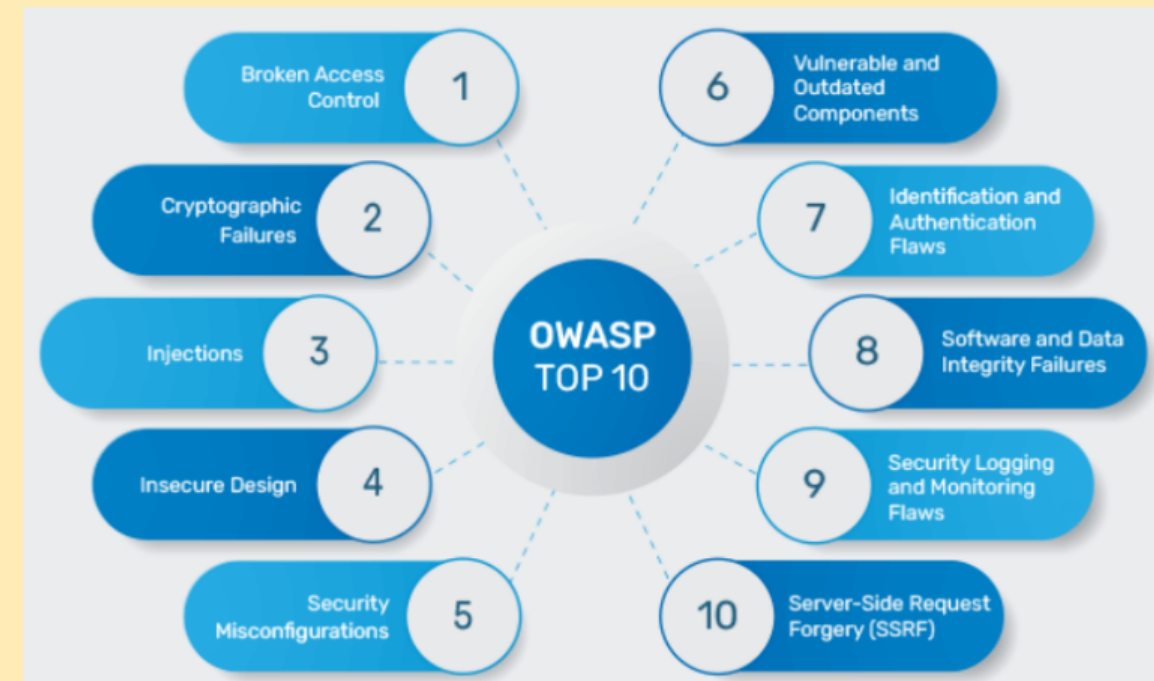 Broken Access
Control
1
Cryptographic
Failures
2
Injections
3
Insecure Design
4
Security
Misconfigurations
5
OWASP
TOP 10
6
Vulnerable and
Outdated
Components
7
Identification and
Authentication
Flaws
8
Software and Data
Integrity Failures
9
Security Logging
and Monitoring
Flaws
10
Server-Side Request
Forgery (SSRF)